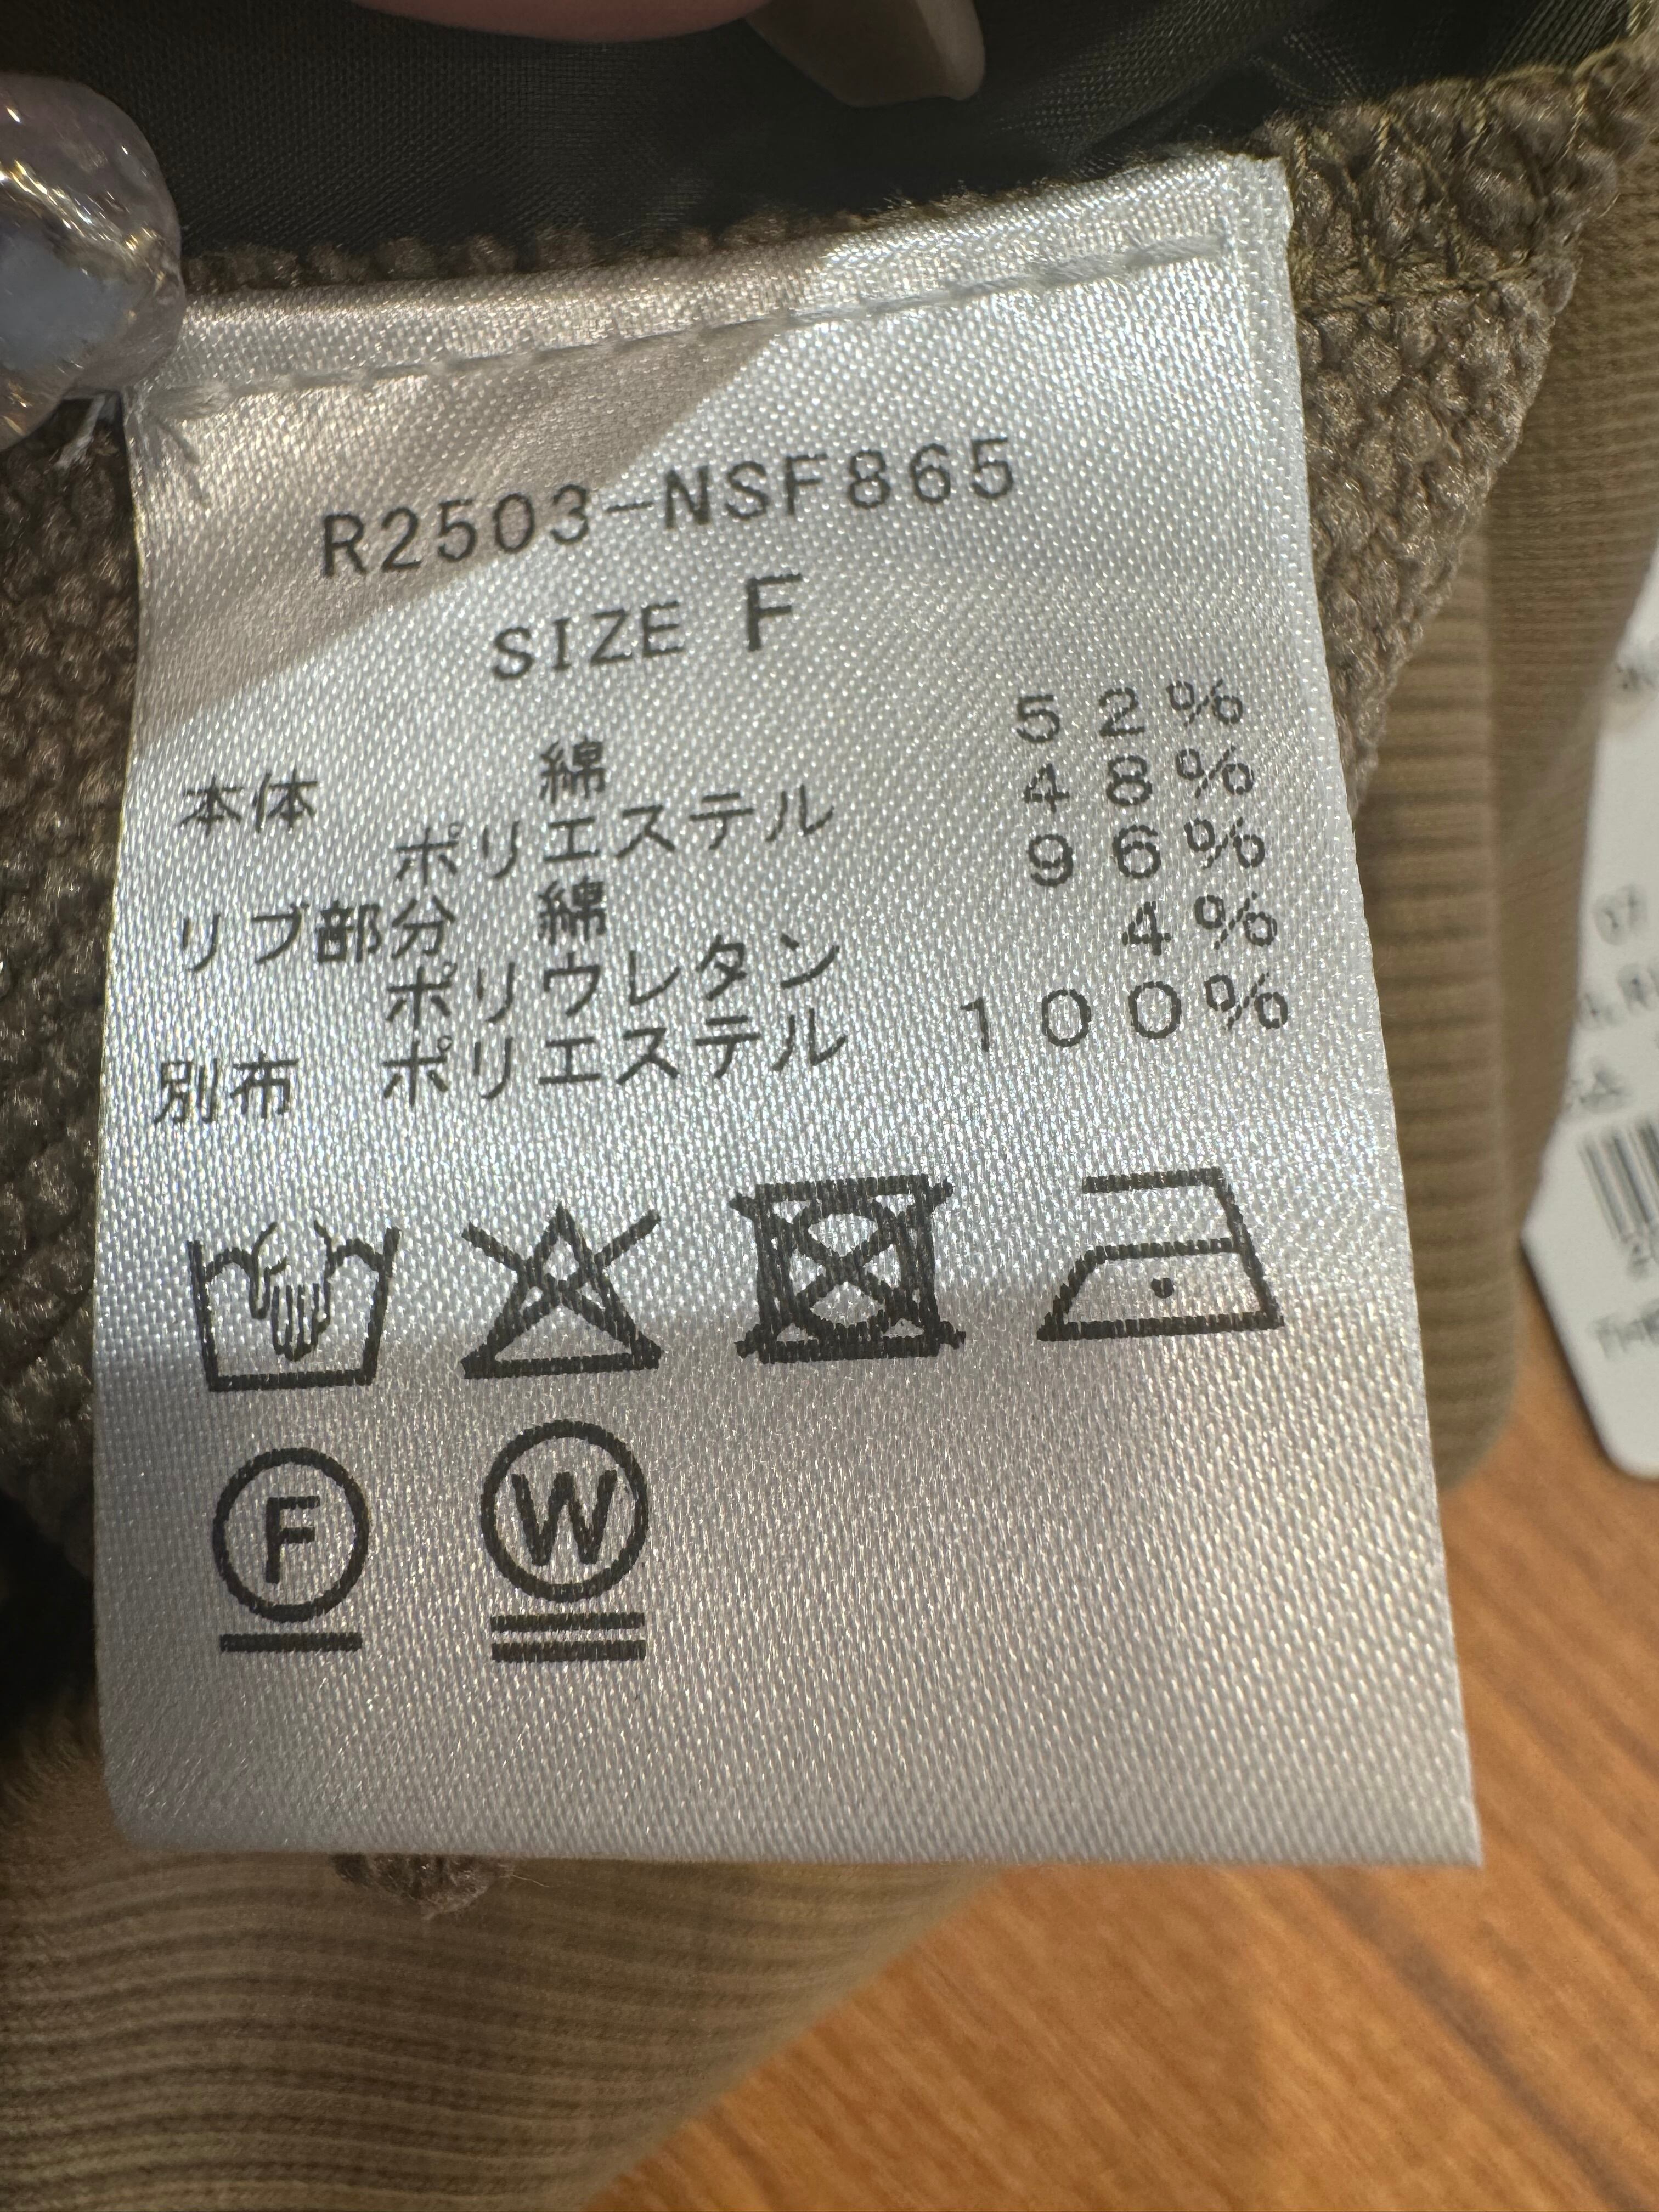 R2503-NSF865
SIZE F
本体 綿 52%
ポリエステル 48%
リブ部分 綿 96%
ポリウレタン 4%
別布 ポリエステル 100%
F
W